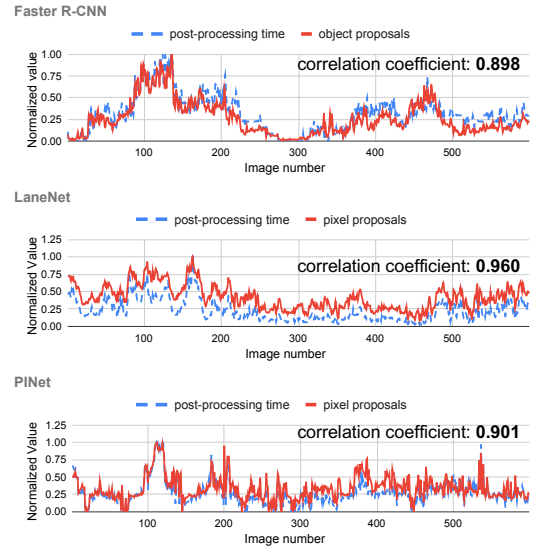 Faster R-CNN
post-processing time object proposals
correlation coefficient: 0.898
Normalized value
1.00
0.75
0.50
0.25
0.00
100 200 300 400 500
Image number
LaneNet
post-processing time pixel proposals
correlation coefficient: 0.960
Normalized Value
1.25
1.00
0.75
0.50
0.25
0.00
100 200 300 400 500
Image number
PINet
post-processing time pixel proposals
correlation coefficient: 0.901
Normalized Value
1.25
1.00
0.75
0.50
0.25
0.00
100 200 300 400 500
Image number